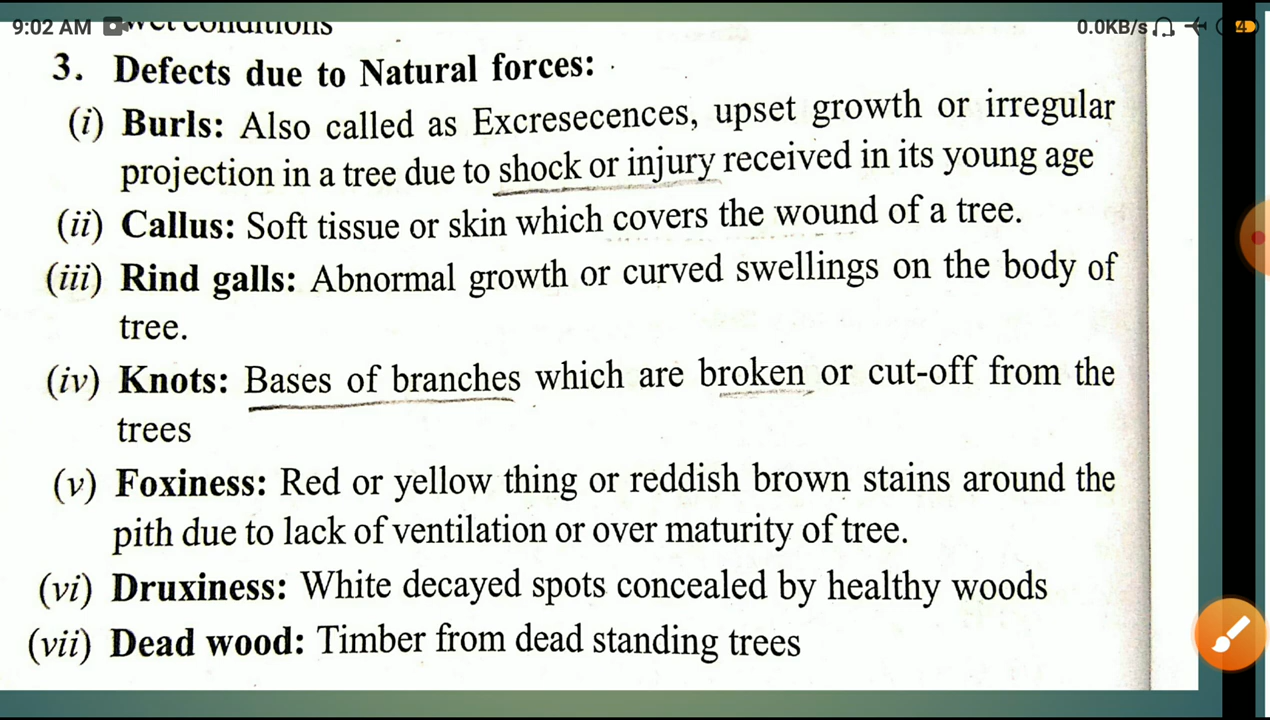 9:02 AM wet conditions 0.0KB/s 4
3. Defects due to Natural forces:
(i) Burls: Also called as Excresecences, upset growth or irregular
projection in a tree due to shock or injury received in its young age
(ii) Callus: Soft tissue or skin which covers the wound of a tree.
(iii) Rind galls: Abnormal growth or curved swellings on the body of
tree.
(iv) Knots: Bases of branches which are broken or cut-off from the
trees
(v) Foxiness: Red or yellow thing or reddish brown stains around the
pith due to lack of ventilation or over maturity of tree.
(vi) Druxiness: White decayed spots concealed by healthy woods
(vii) Dead wood: Timber from dead standing trees